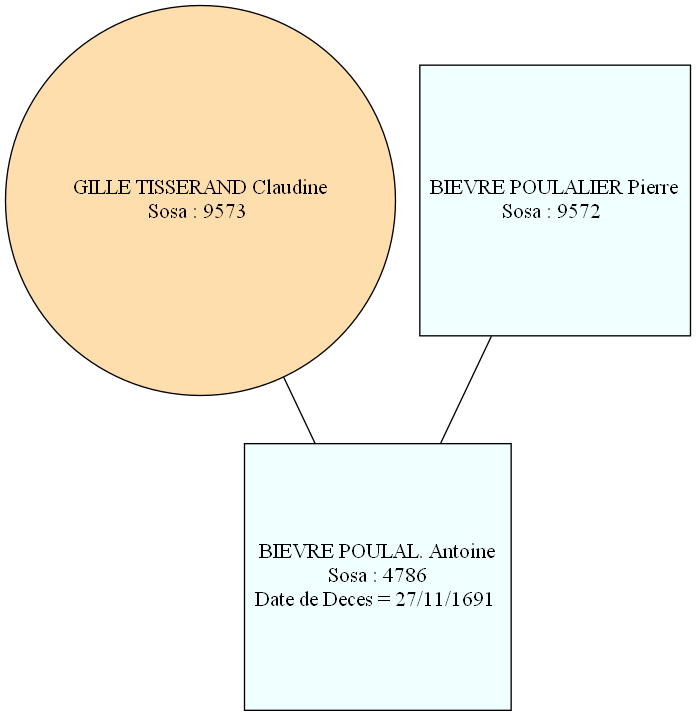 GILLE TISSERAND Claudine
Sosa : 9573
BIEVRE POULALIER Pierre
Sosa : 9572
BIEVRE POULAL. Antoine
Sosa : 4786
Date de Deces = 27/11/1691